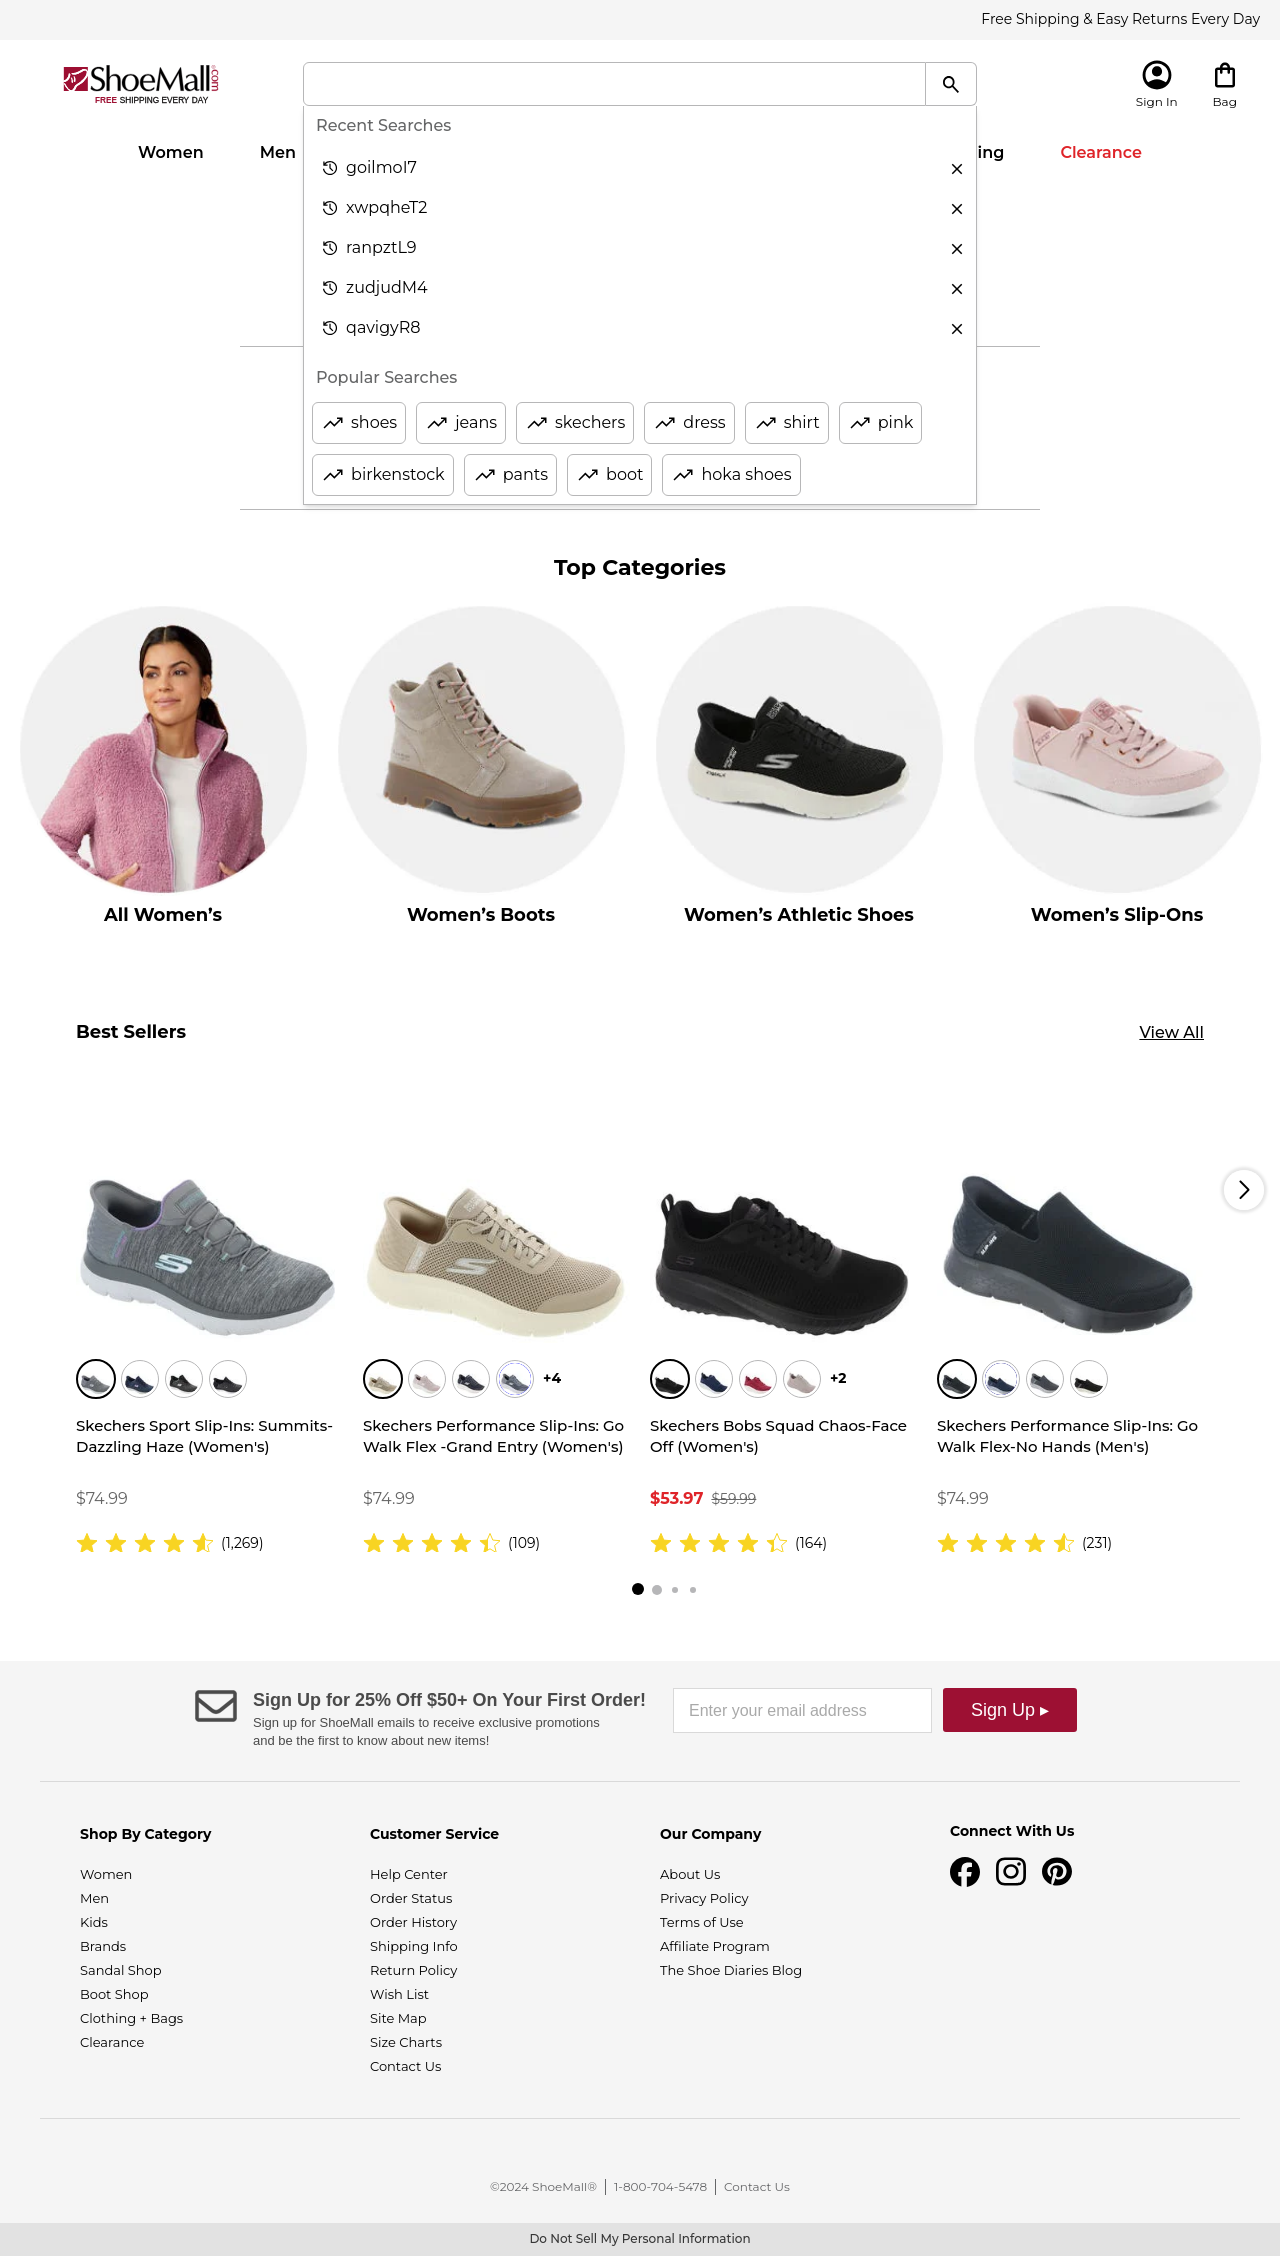 Free Shipping & Easy Returns Every Day
ShoeMall.com
FREE SHIPPING EVERY DAY
Sign In
Bag
Women
Men
ing
Clearance
Recent Searches
goilmoI7
xwpqheT2
ranpztL9
zudjudM4
qavigyR8
Popular Searches
shoes
jeans
skechers
dress
shirt
pink
birkenstock
pants
boot
hoka shoes
Top Categories
All Women’s
Women’s Boots
Women’s Athletic Shoes
Women’s Slip-Ons
Best Sellers
View All
+4
+2
Skechers Sport Slip-Ins: Summits-
Dazzling Haze (Women's)
$74.99
(1,269)
Skechers Performance Slip-Ins: Go
Walk Flex -Grand Entry (Women's)
$74.99
(109)
Skechers Bobs Squad Chaos-Face
Off (Women's)
$53.97 $59.99
(164)
Skechers Performance Slip-Ins: Go
Walk Flex-No Hands (Men's)
$74.99
(231)
Sign Up for 25% Off $50+ On Your First Order!
Sign up for ShoeMall emails to receive exclusive promotions
and be the first to know about new items!
Enter your email address
Sign Up ▸
Shop By Category
Women
Men
Kids
Brands
Sandal Shop
Boot Shop
Clothing + Bags
Clearance
Customer Service
Help Center
Order Status
Order History
Shipping Info
Return Policy
Wish List
Site Map
Size Charts
Contact Us
Our Company
About Us
Privacy Policy
Terms of Use
Affiliate Program
The Shoe Diaries Blog
Connect With Us
©2024 ShoeMall® | 1-800-704-5478 | Contact Us
Do Not Sell My Personal Information